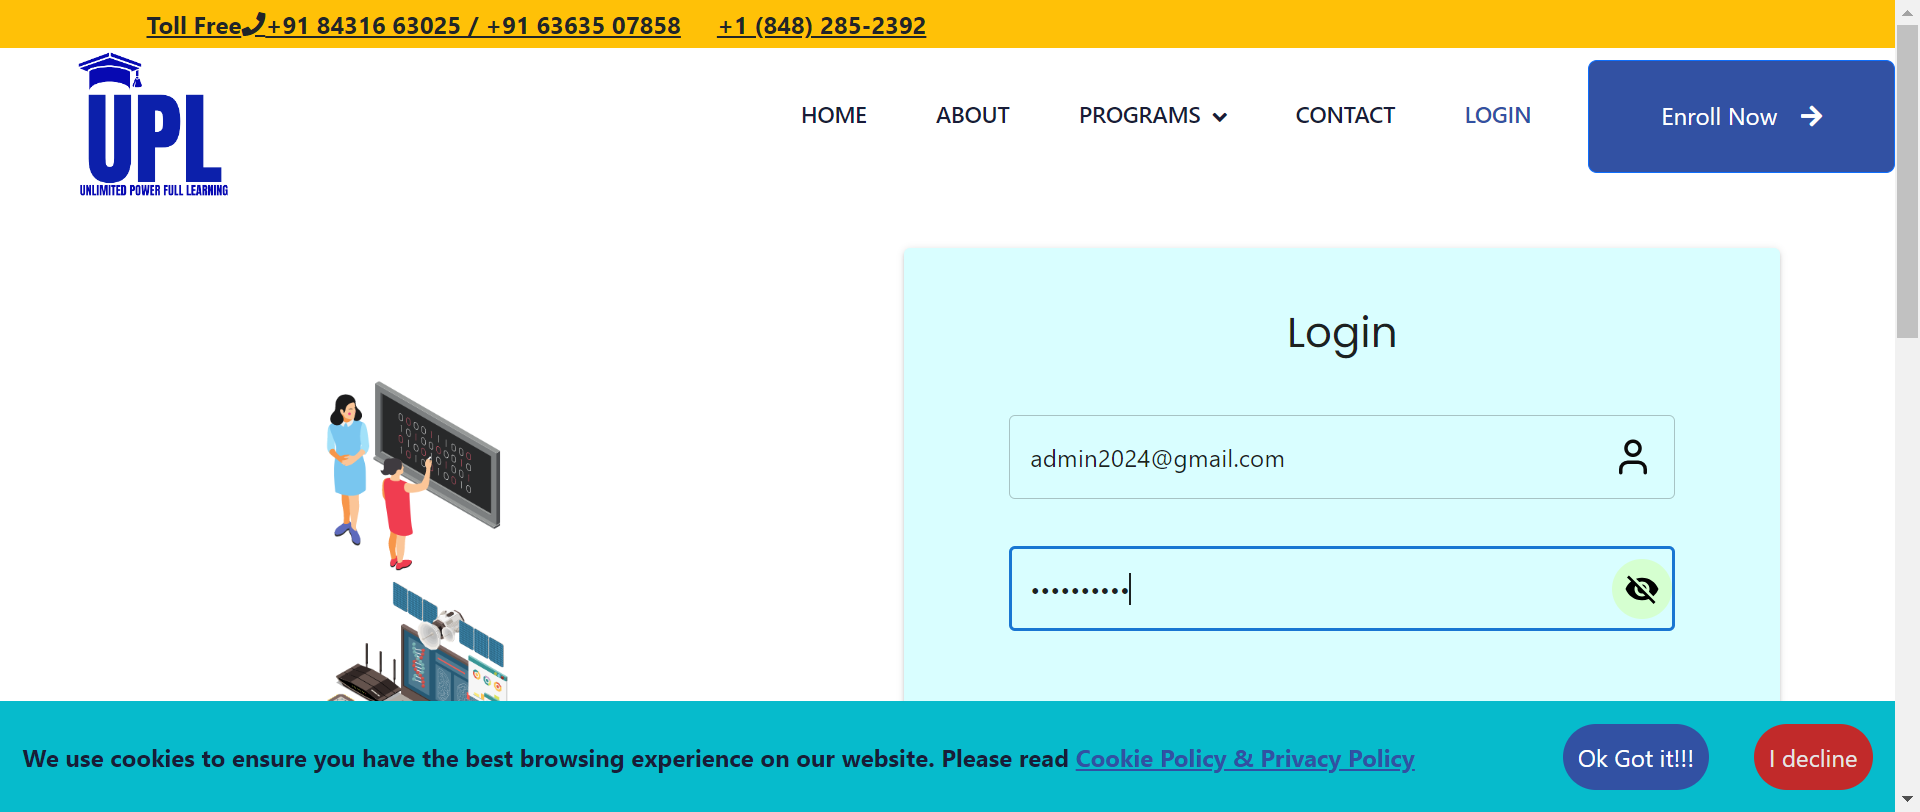 Toll Free +91 84316 63025 / +91 63635 07858 +1 (848) 285-2392
UPL
UNLIMITED POWER FULL LEARNING
HOME ABOUT PROGRAMS CONTACT LOGIN Enroll Now
Login
admin2024@gmail.com
••••••••••
We use cookies to ensure you have the best browsing experience on our website. Please read Cookie Policy & Privacy Policy Ok Got it!!! I decline